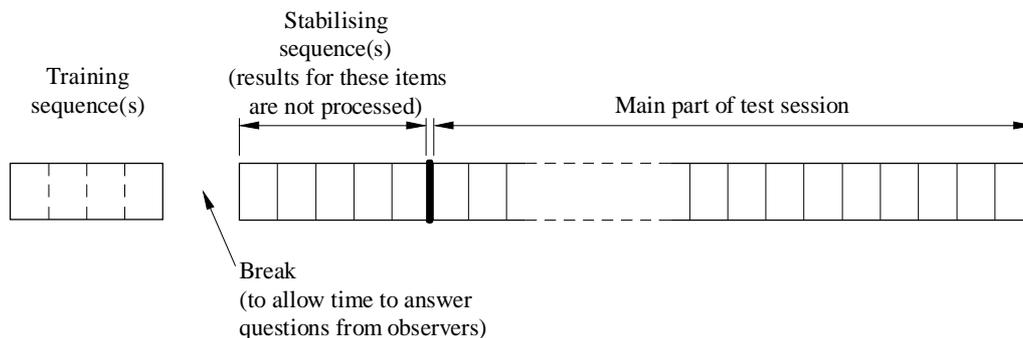 Training
sequence(s)
Stabilising
sequence(s)
(results for these items
are not processed)
Main part of test session
Break
(to allow time to answer
questions from observers)